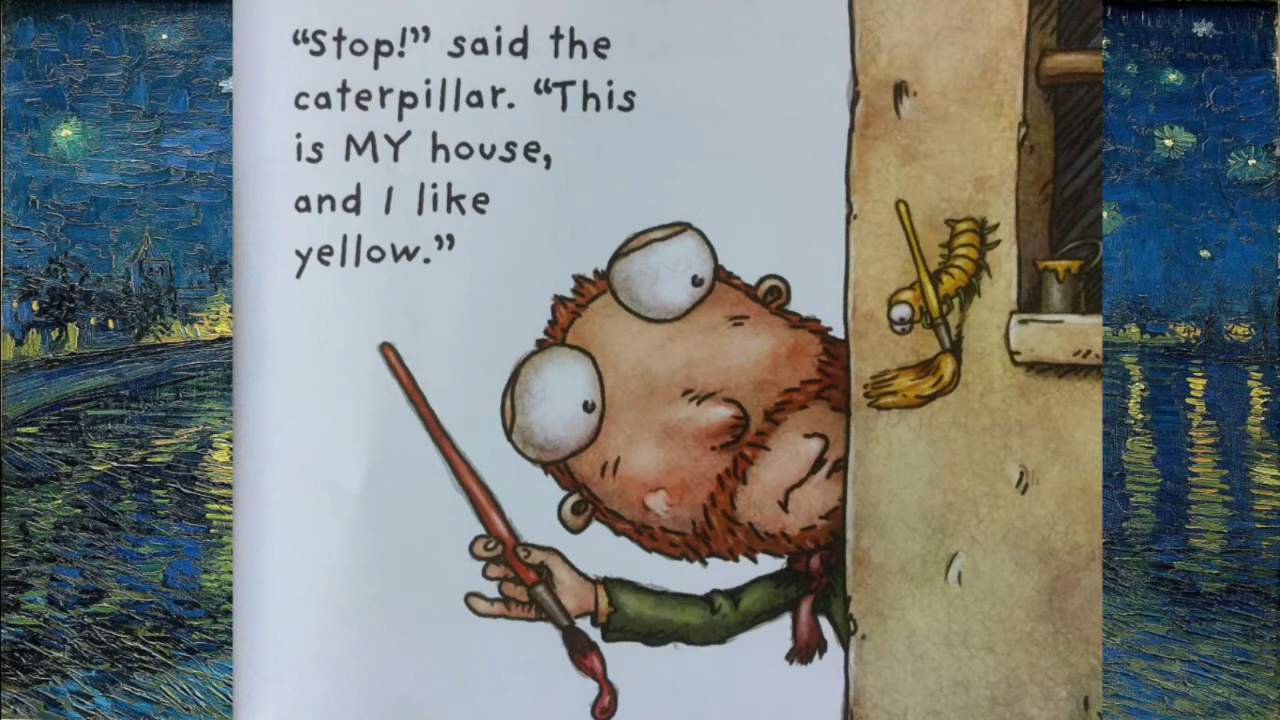 “Stop!” said the
caterpillar. “This
is MY house,
and I like
yellow.”